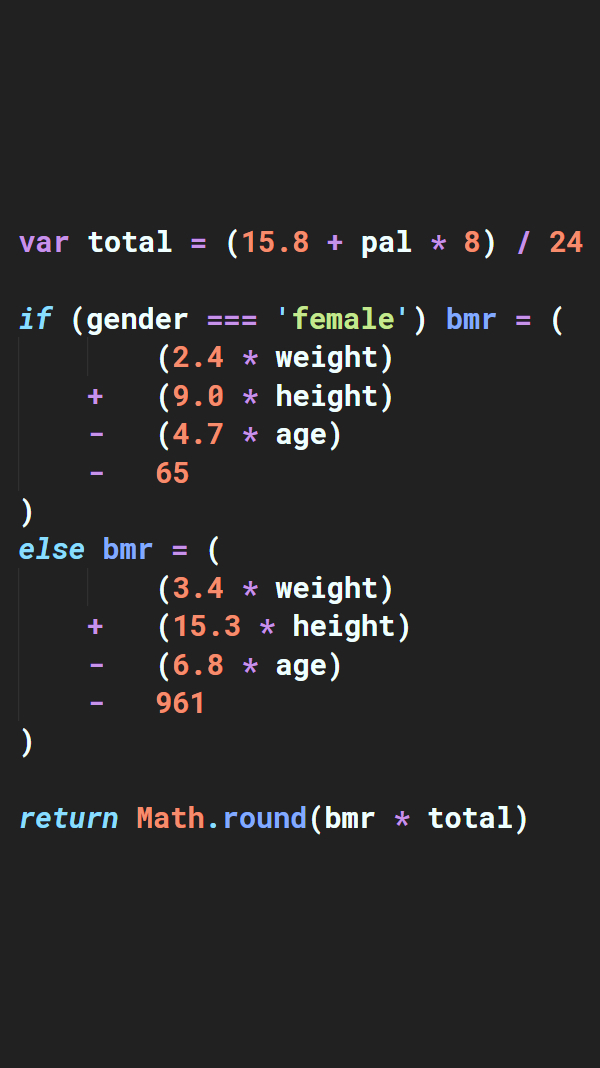 var total = (15.8 + pal * 8) / 24
if (gender === 'female') bmr = (
(2.4 * weight)
+ (9.0 * height)
- (4.7 * age)
- 65
)
else bmr = (
(3.4 * weight)
+ (15.3 * height)
- (6.8 * age)
- 961
)
return Math.round(bmr * total)